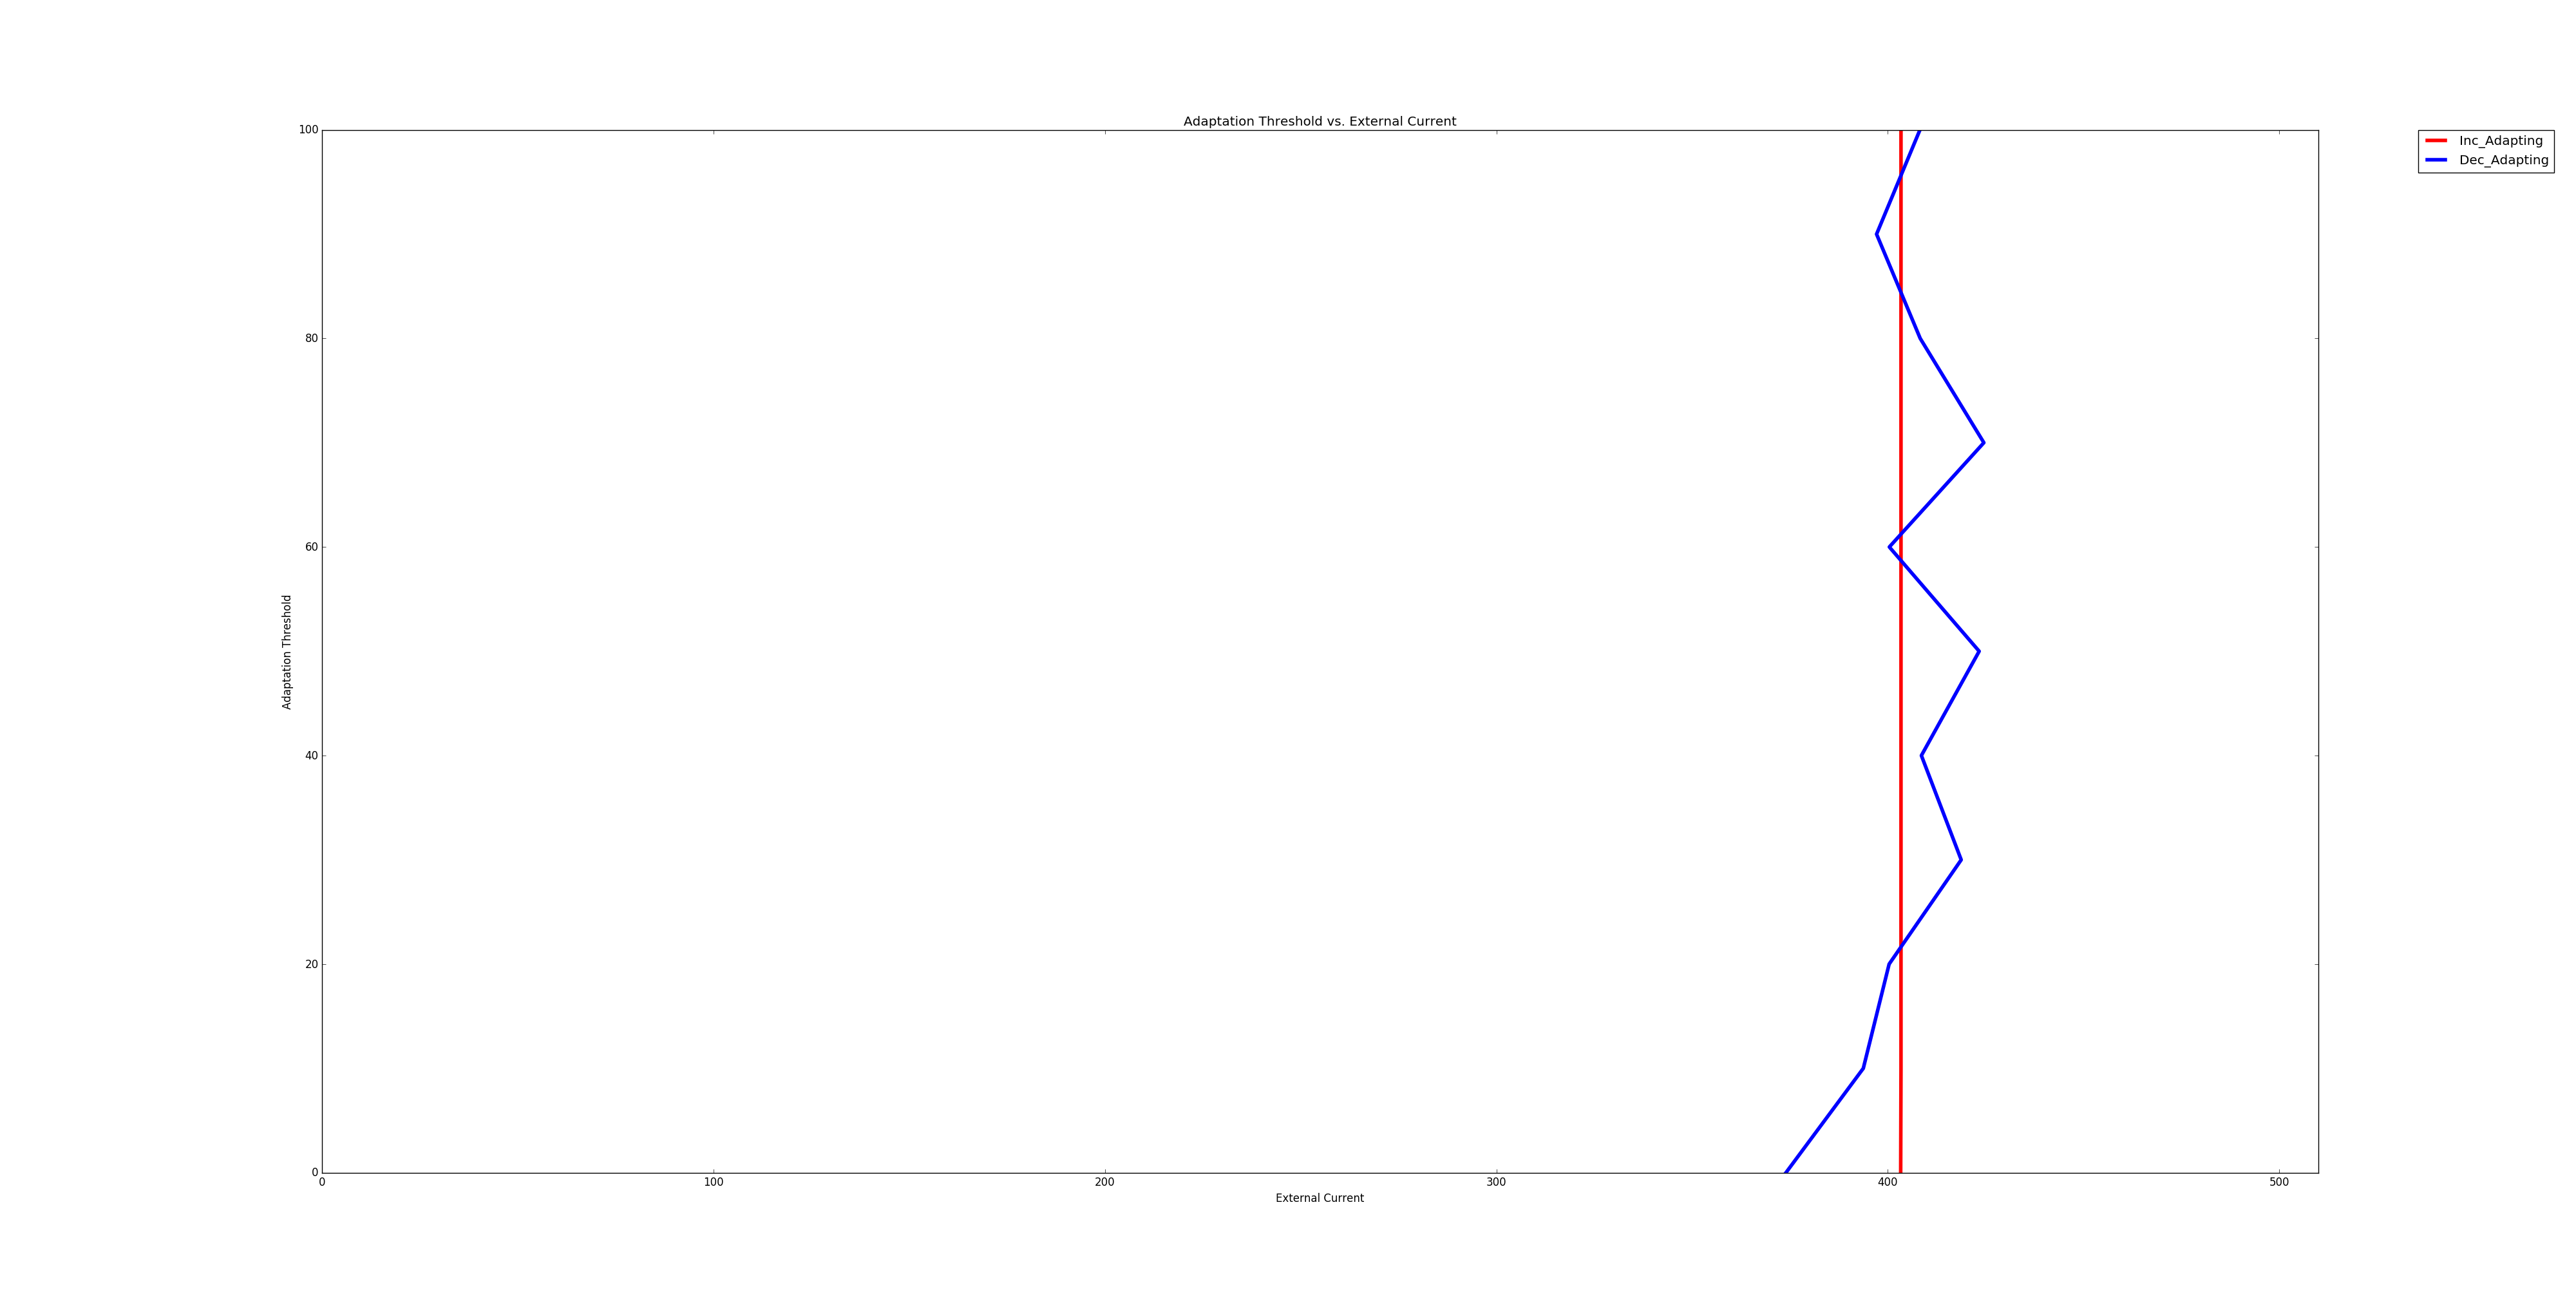 Adaptation Threshold vs. External Current
Inc_Adapting
Dec_Adapting
100
80
60
40
20
0
Adaptation Threshold
0 100 200 300 400 500
External Current